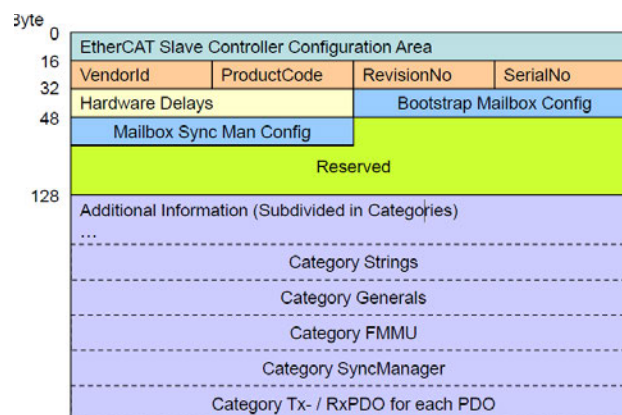 Byte
0
EtherCAT Slave Controller Configuration Area
16
VendorId ProductCode RevisionNo SerialNo
32
Hardware Delays Bootstrap Mailbox Config
48
Mailbox Sync Man Config
Reserved
128
Additional Information (Subdivided in Categories)
...
Category Strings
Category Generals
Category FMMU
Category SyncManager
Category Tx- / RxPDO for each PDO